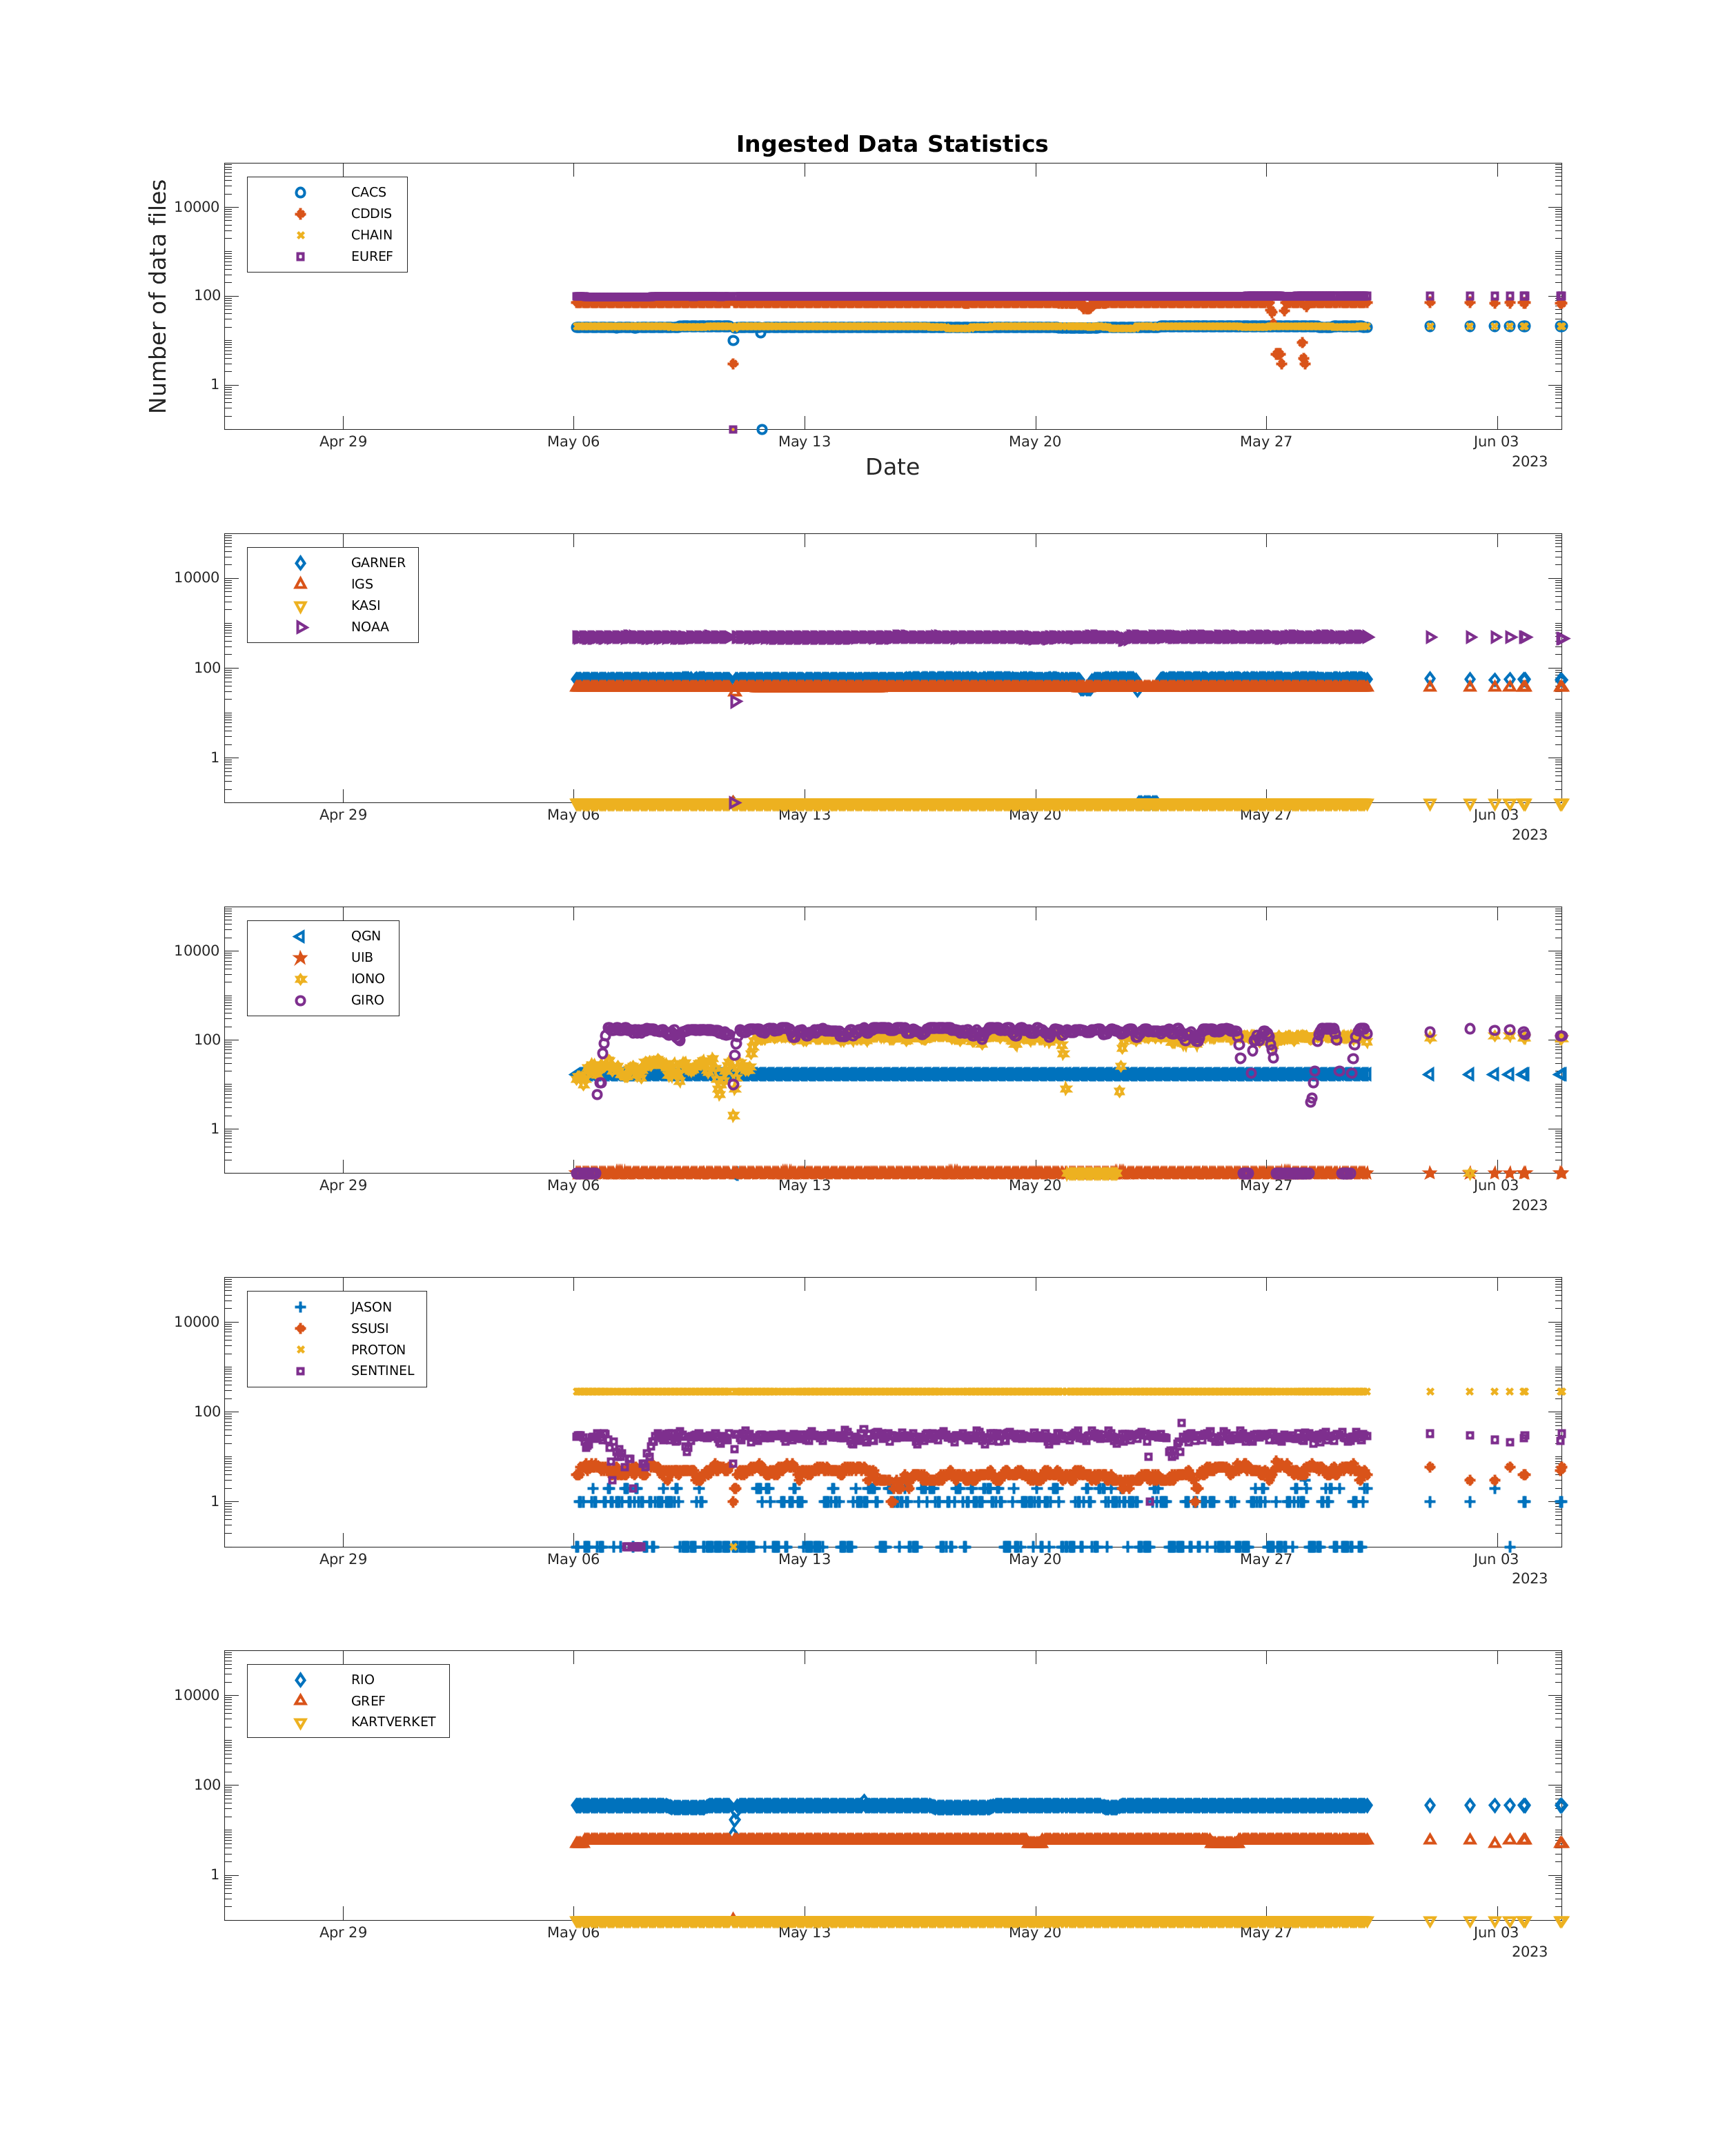 Ingested Data Statistics
Number of data files
CACS
CDDIS
CHAIN
EUREF
10000
100
1
Apr 29 May 06 May 13 May 20 May 27 Jun 03
2023
Date
GARNER
IGS
KASI
NOAA
10000
100
1
Apr 29 May 06 May 13 May 20 May 27 Jun 03
2023
QGN
UIB
IONO
GIRO
10000
100
1
Apr 29 May 06 May 13 May 20 May 27 Jun 03
2023
JASON
SSUSI
PROTON
SENTINEL
10000
100
1
Apr 29 May 06 May 13 May 20 May 27 Jun 03
2023
RIO
GREF
KARTVERKET
10000
100
1
Apr 29 May 06 May 13 May 20 May 27 Jun 03
2023